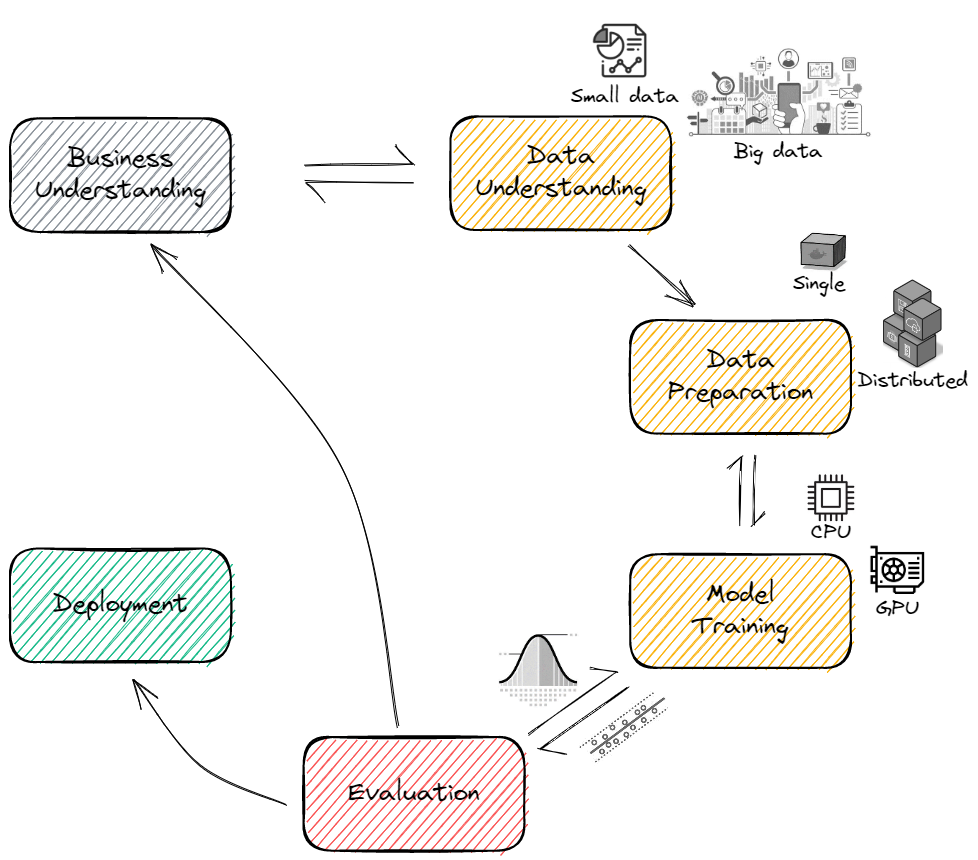 Small data
Big data
Business
Understanding
Data
Understanding
Single
Distributed
Data
Preparation
CPU
GPU
Model
Training
Deployment
Evaluation